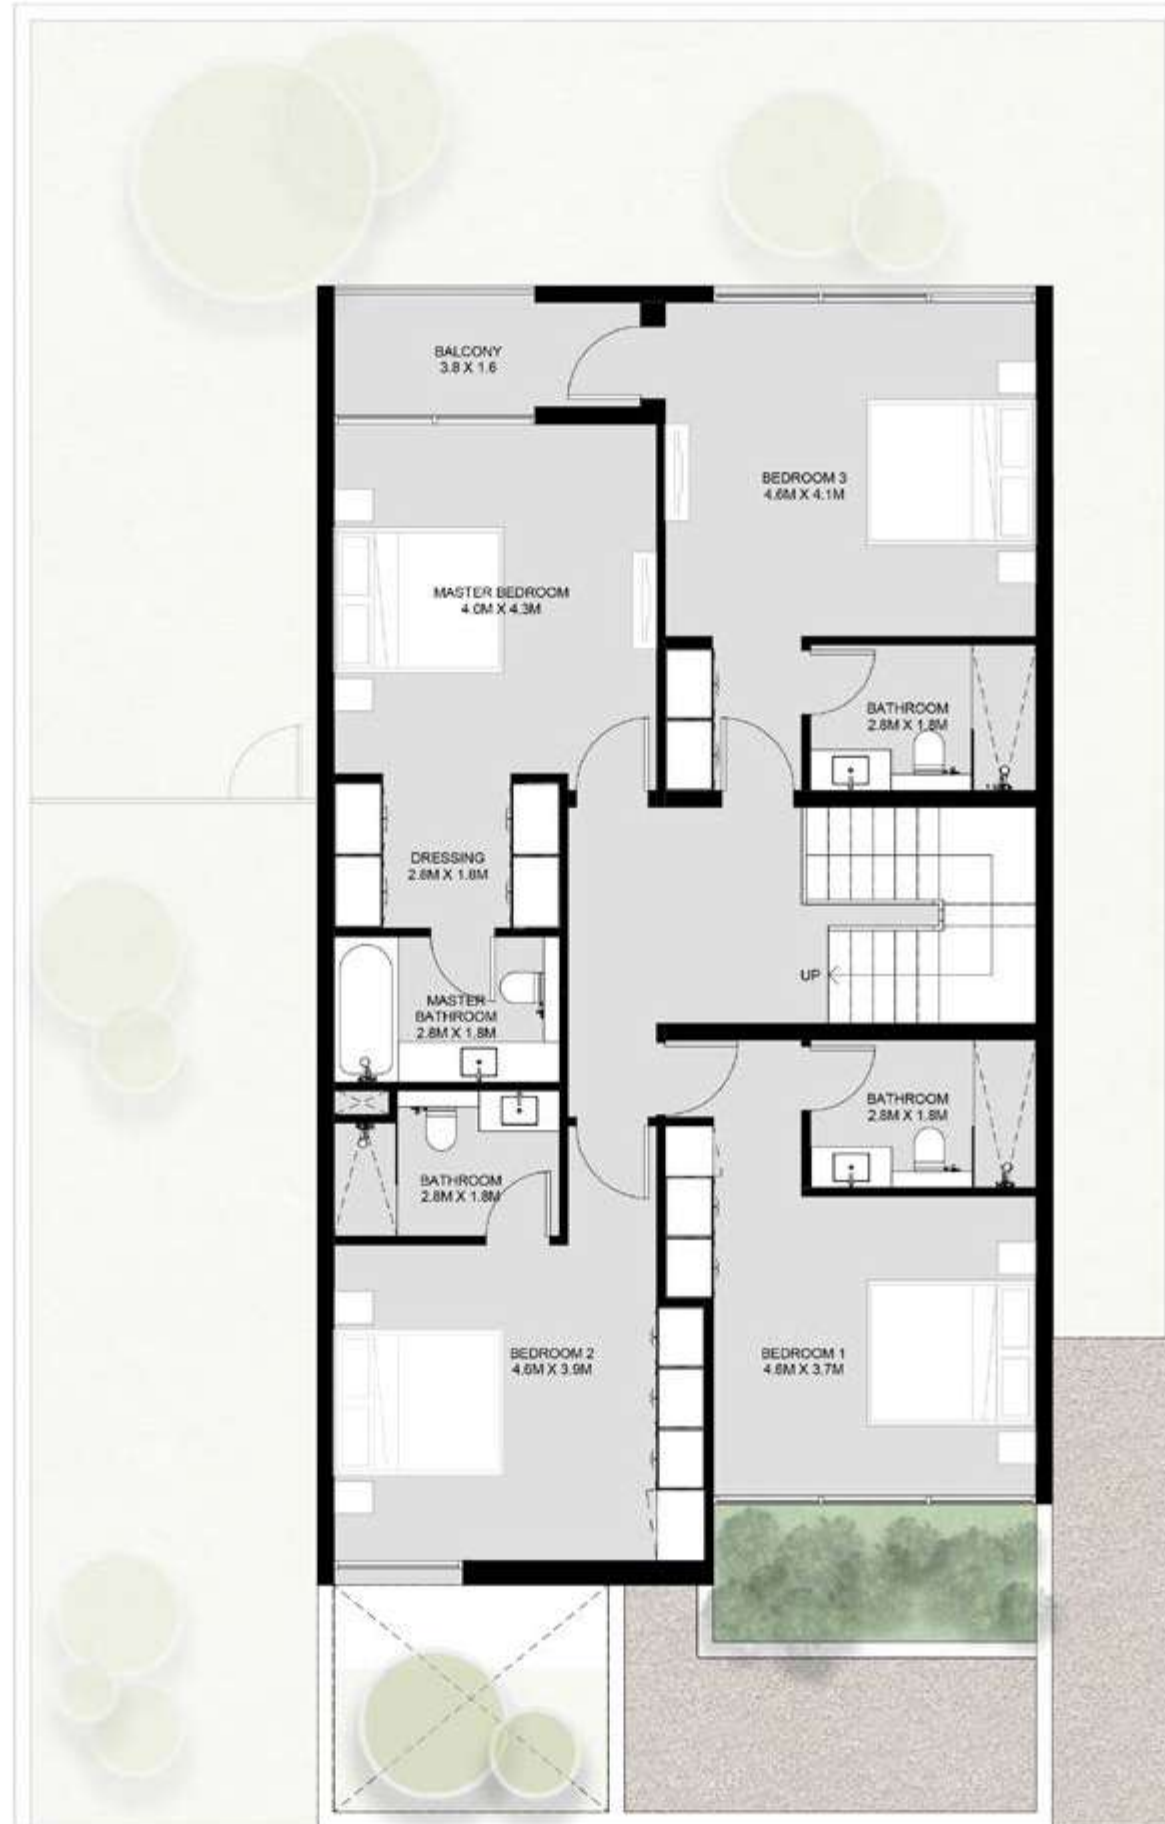 BALCONY
3.8 X 1.6
BEDROOM 3
4.6M X 4.1M
MASTER BEDROOM
4.0M X 4.3M
BATHROOM
2.8M X 1.8M
DRESSING
2.8M X 1.8M
UP
MASTER
BATHROOM
2.8M X 1.8M
BATHROOM
2.8M X 1.8M
BATHROOM
2.8M X 1.8M
BEDROOM 2
4.6M X 3.9M
BEDROOM 1
4.6M X 3.7M